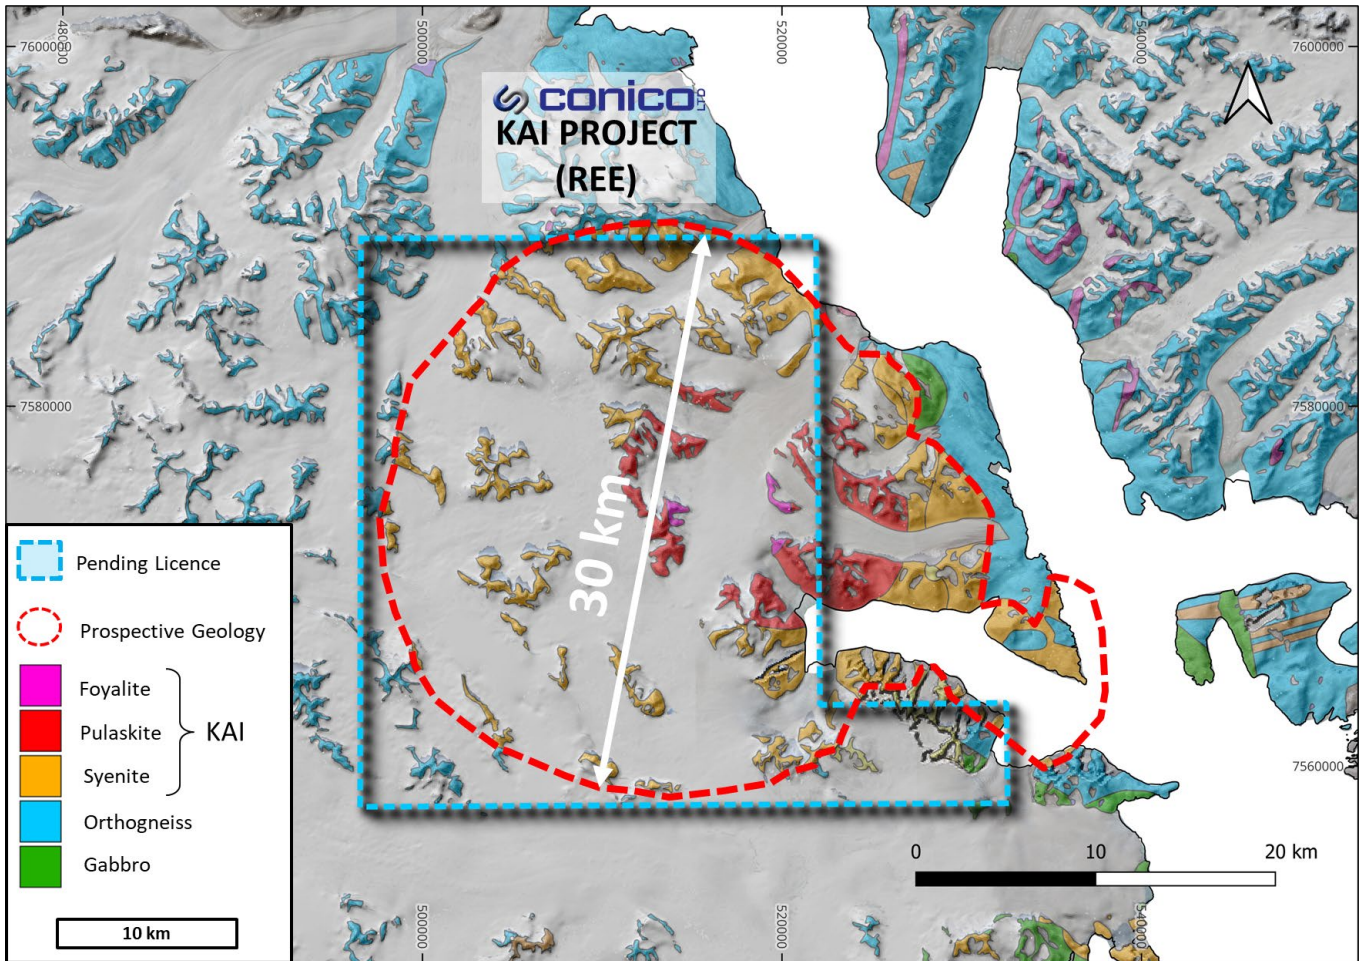 480000
500000
520000
540000
7600000
7600000
conico LTD
KAI PROJECT
(REE)
7580000
7580000
30 km
Pending Licence
Prospective Geology
Foyalite
Pulaskite
KAI
Syenite
Orthogneiss
Gabbro
10 km
7560000
0 10 20 km
500000
520000
540000